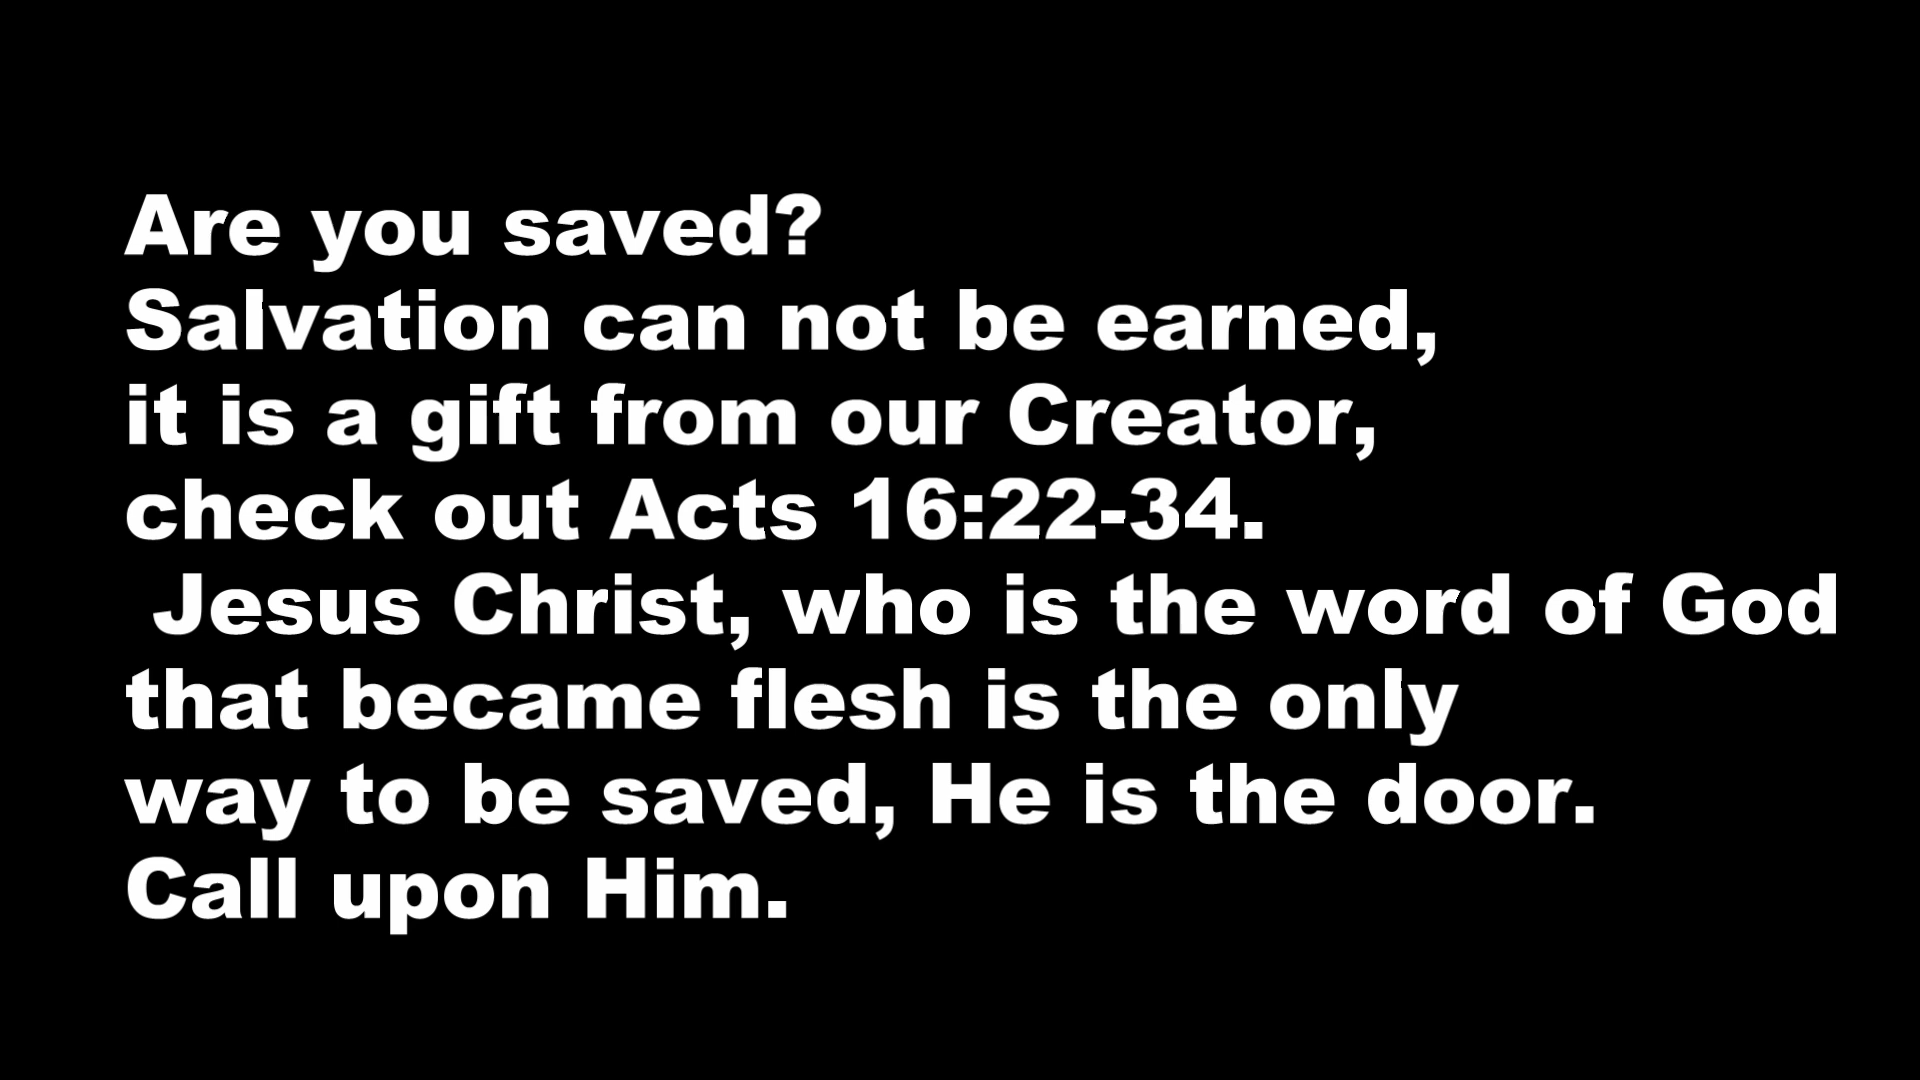 Are you saved?
Salvation can not be earned,
it is a gift from our Creator,
check out Acts 16:22-34.
Jesus Christ, who is the word of God
that became flesh is the only
way to be saved, He is the door.
Call upon Him.